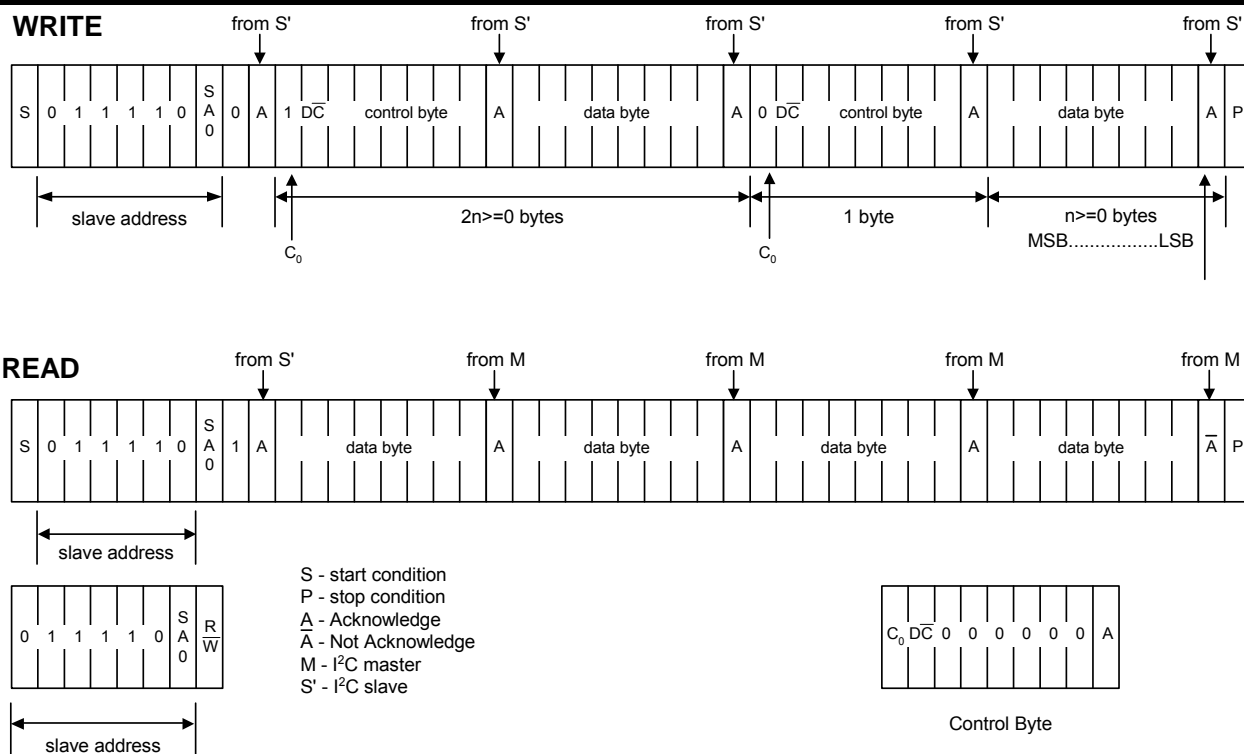 WRITE
from S' from S' from S' from S' from S'
S 0 1 1 1 1 0 SA0 0 A 1 DC̅ control byte A data byte A 0 DC̅ control byte A data byte A P
slave address 2n>=0 bytes 1 byte n>=0 bytes
MSB.................LSB
C₀ C₀
READ
from S' from M from M from M from M
S 0 1 1 1 1 0 SA0 1 A data byte A data byte A data byte A data byte A̅ P
slave address
S - start condition
P - stop condition
A - Acknowledge
A̅ - Not Acknowledge
M - I²C master
S' - I²C slave
0 1 1 1 1 0 SA0 R/W̅
slave address
C₀ DC̅ 0 0 0 0 0 0 A
Control Byte